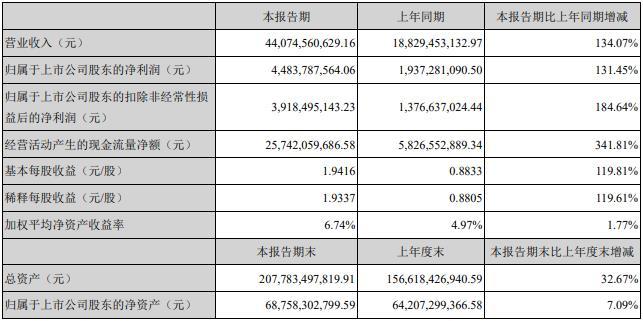 本报告期 上年同期 本报告期比上年同期增减
营业收入（元） 44,074,560,629.16 18,829,453,132.97 134.07%
归属于上市公司股东的净利润（元） 4,483,787,564.06 1,937,281,090.50 131.45%
归属于上市公司股东的扣除非经常性损
益后的净利润（元） 3,918,495,143.23 1,376,637,024.44 184.64%
经营活动产生的现金流量净额（元） 25,742,059,686.58 5,826,552,889.34 341.81%
基本每股收益（元/股） 1.9416 0.8833 119.81%
稀释每股收益（元/股） 1.9337 0.8805 119.61%
加权平均净资产收益率 6.74% 4.97% 1.77%
本报告期末 上年度末 本报告期末比上年度末增减
总资产（元） 207,783,497,819.91 156,618,426,940.59 32.67%
归属于上市公司股东的净资产（元） 68,758,302,799.59 64,207,299,366.58 7.09%